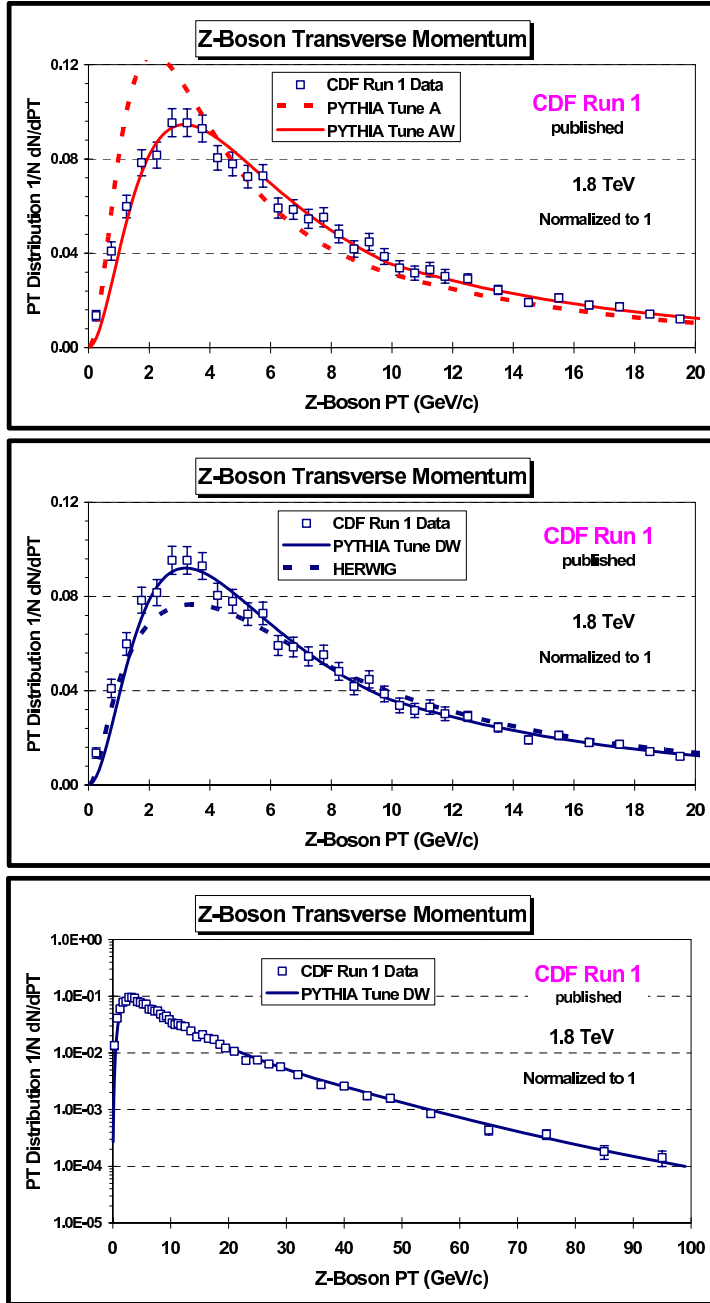 Z-Boson Transverse Momentum
PT Distribution 1/N dN/dPT
0.12
0.08
0.04
0.00
CDF Run 1 Data
PYTHIA Tune A
PYTHIA Tune AW
CDF Run 1
published
1.8 TeV
Normalized to 1
0 2 4 6 8 10 12 14 16 18 20
Z-Boson PT (GeV/c)
Z-Boson Transverse Momentum
PT Distribution 1/N dN/dPT
0.12
0.08
0.04
0.00
CDF Run 1 Data
PYTHIA Tune DW
HERWIG
CDF Run 1
published
1.8 TeV
Normalized to 1
0 2 4 6 8 10 12 14 16 18 20
Z-Boson PT (GeV/c)
Z-Boson Transverse Momentum
PT Distribution 1/N dN/dPT
1.0E+00
1.0E-01
1.0E-02
1.0E-03
1.0E-04
1.0E-05
CDF Run 1 Data
PYTHIA Tune DW
CDF Run 1
published
1.8 TeV
Normalized to 1
0 10 20 30 40 50 60 70 80 90 100
Z-Boson PT (GeV/c)